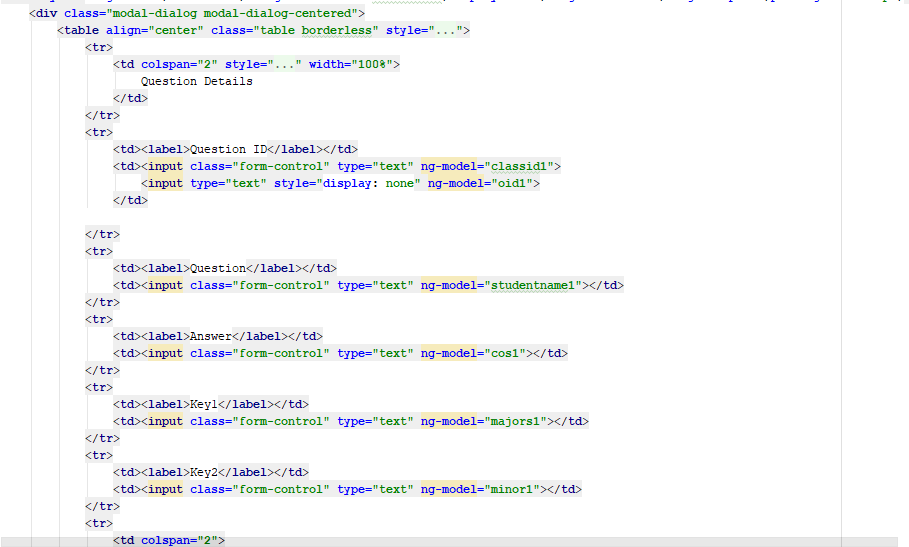 <div class="modal-dialog modal-dialog-centered">
<table align="center" class="table borderless" style="...">
<tr>
<td colspan="2" style="..." width="100%">
Question Details
</td>
</tr>
<tr>
<td><label>Question ID</label></td>
<td><input class="form-control" type="text" ng-model="classid1">
<input type="text" style="display: none" ng-model="oid1">
</td>
</tr>
<tr>
<td><label>Question</label></td>
<td><input class="form-control" type="text" ng-model="studentname1"></td>
</tr>
<tr>
<td><label>Answer</label></td>
<td><input class="form-control" type="text" ng-model="cos1"></td>
</tr>
<tr>
<td><label>Key1</label></td>
<td><input class="form-control" type="text" ng-model="majors1"></td>
</tr>
<tr>
<td><label>Key2</label></td>
<td><input class="form-control" type="text" ng-model="minor1"></td>
</tr>
<tr>
<td colspan="2">